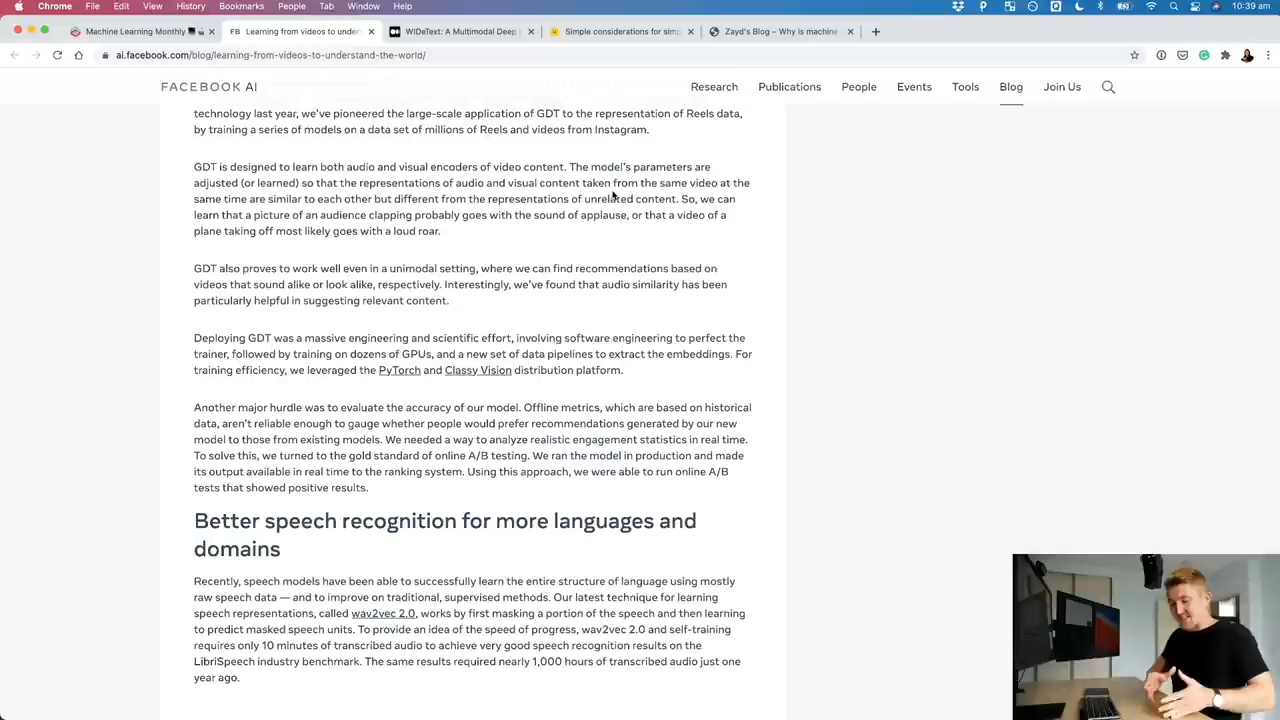 Chrome File Edit View History Bookmarks People Tab Window Help 10:39 am
Machine Learning Monthly
FB Learning from videos to under
WIDeText: A Multimodal Deep
Simple considerations for simp
Zayd's Blog – Why is machine
ai.facebook.com/blog/learning-from-videos-to-understand-the-world/
FACEBOOK AI Research Publications People Events Tools Blog Join Us
technology last year, we've pioneered the large-scale application of GDT to the representation of Reels data,
by training a series of models on a data set of millions of Reels and videos from Instagram.
GDT is designed to learn both audio and visual encoders of video content. The model's parameters are
adjusted (or learned) so that the representations of audio and visual content taken from the same video at the
same time are similar to each other but different from the representations of unrelated content. So, we can
learn that a picture of an audience clapping probably goes with the sound of applause, or that a video of a
plane taking off most likely goes with a loud roar.
GDT also proves to work well even in a unimodal setting, where we can find recommendations based on
videos that sound alike or look alike, respectively. Interestingly, we've found that audio similarity has been
particularly helpful in suggesting relevant content.
Deploying GDT was a massive engineering and scientific effort, involving software engineering to perfect the
trainer, followed by training on dozens of GPUs, and a new set of data pipelines to extract the embeddings. For
training efficiency, we leveraged the PyTorch and Classy Vision distribution platform.
Another major hurdle was to evaluate the accuracy of our model. Offline metrics, which are based on historical
data, aren't reliable enough to gauge whether people would prefer recommendations generated by our new
model to those from existing models. We needed a way to analyze realistic engagement statistics in real time.
To solve this, we turned to the gold standard of online A/B testing. We ran the model in production and made
its output available in real time to the ranking system. Using this approach, we were able to run online A/B
tests that showed positive results.
Better speech recognition for more languages and
domains
Recently, speech models have been able to successfully learn the entire structure of language using mostly
raw speech data — and to improve on traditional, supervised methods. Our latest technique for learning
speech representations, called wav2vec 2.0, works by first masking a portion of the speech and then learning
to predict masked speech units. To provide an idea of the speed of progress, wav2vec 2.0 and self-training
requires only 10 minutes of transcribed audio to achieve very good speech recognition results on the
LibriSpeech industry benchmark. The same results required nearly 1,000 hours of transcribed audio just one
year ago.